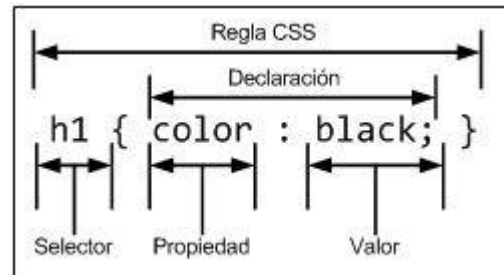 Regla CSS
Declaración
h1 { color : black; }
Selector Propiedad Valor